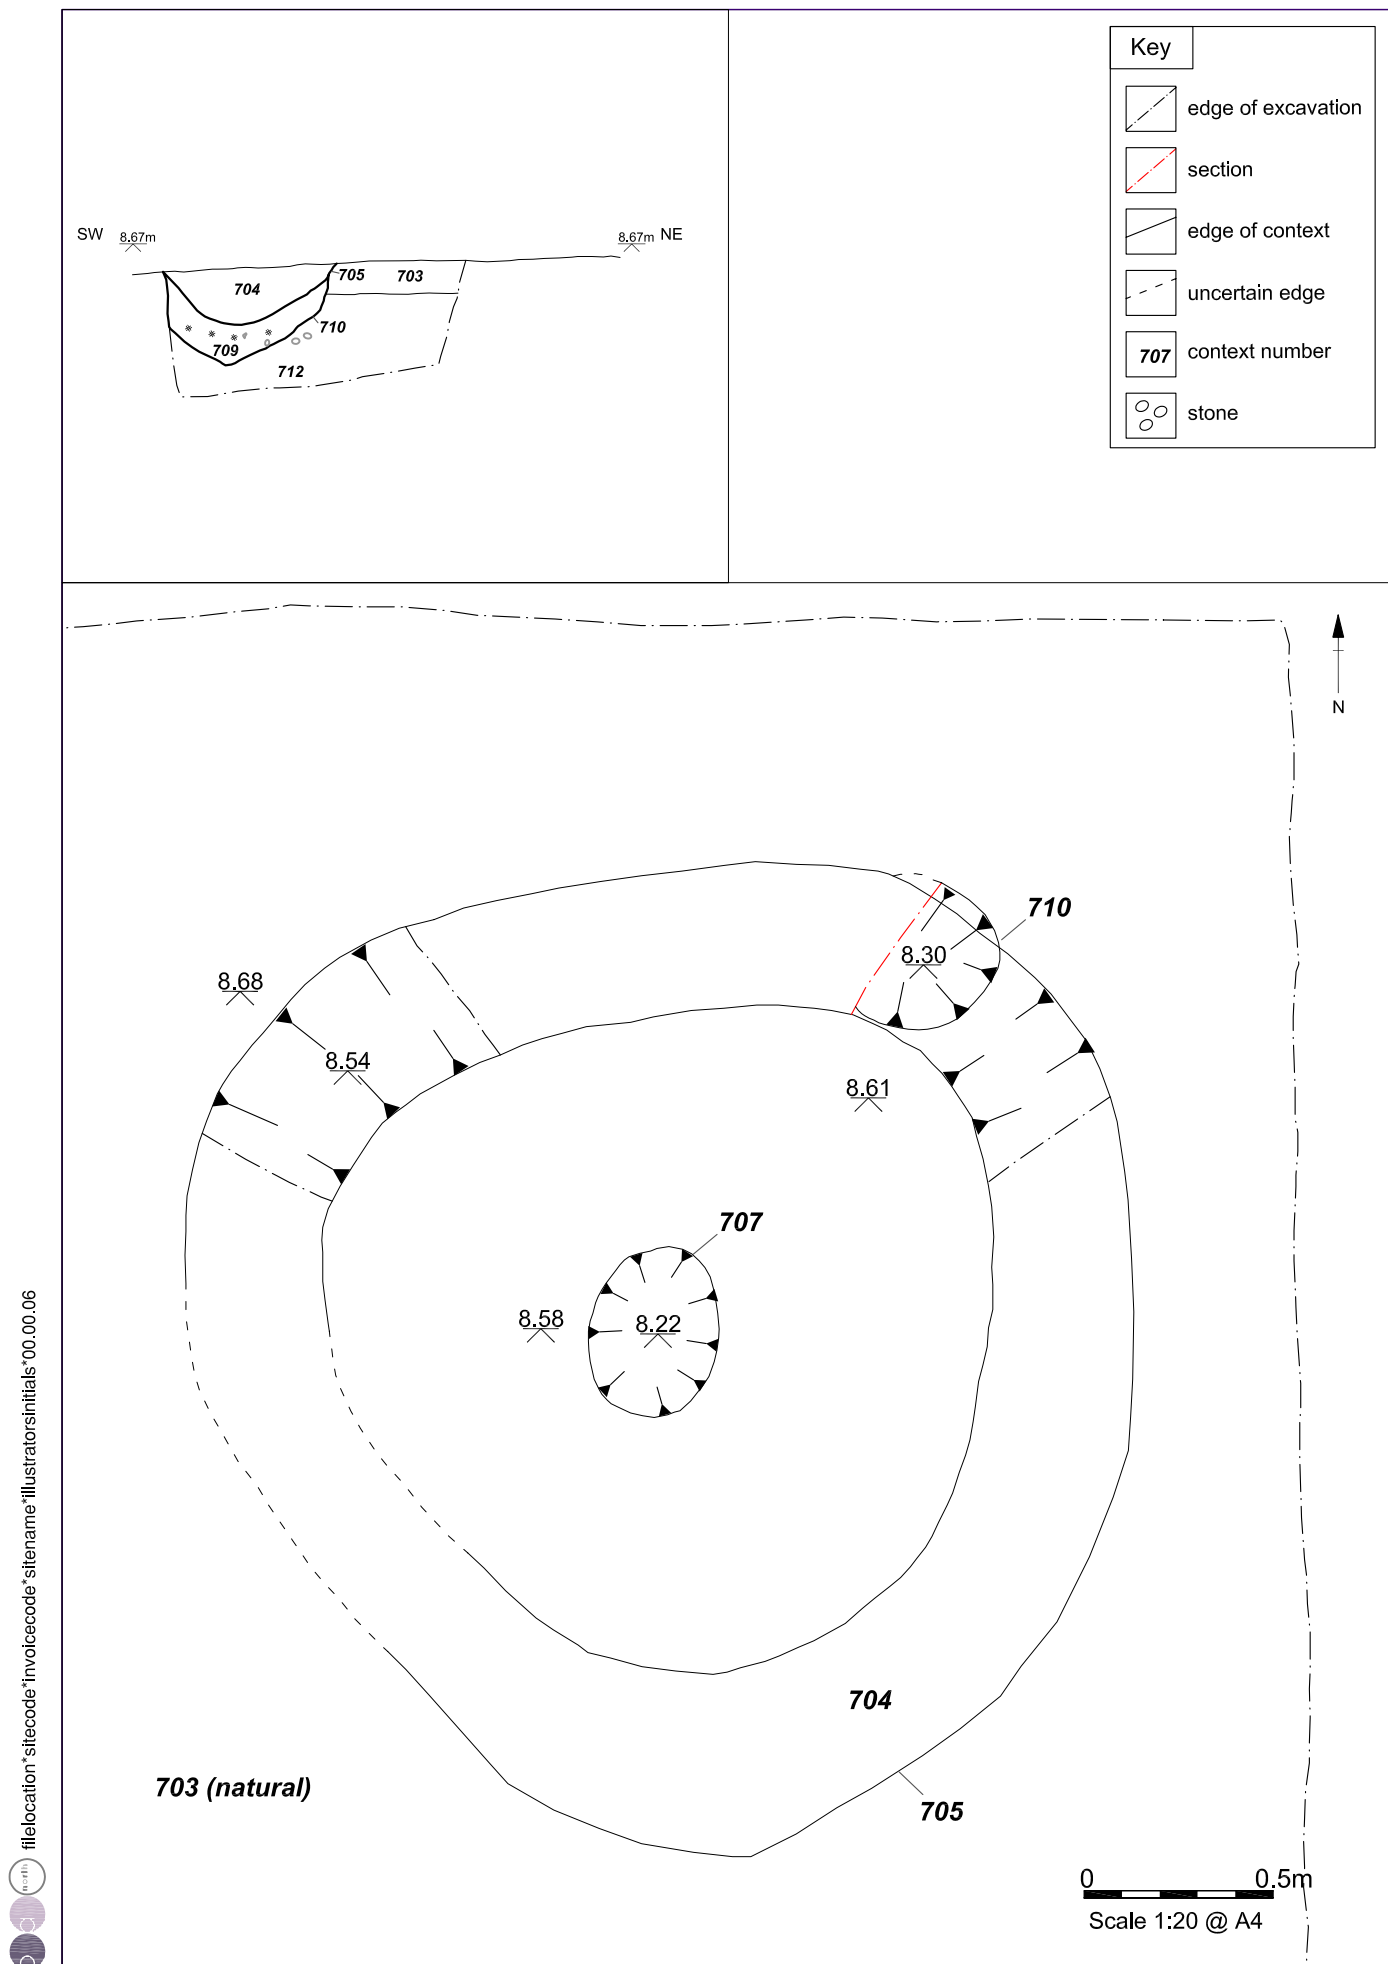 Key
edge of excavation
section
edge of context
uncertain edge
707 context number
stone
SW 8.67m 8.67m NE
704 705 703
710
709
712
N
710
8.30
8.68
8.54
8.61
707
8.58 8.22
704
703 (natural)
705
0 0.5m
Scale 1:20 @ A4
filelocation*sitecode*invoicecode*sitename*illustratorsinitials*00.00.06
north